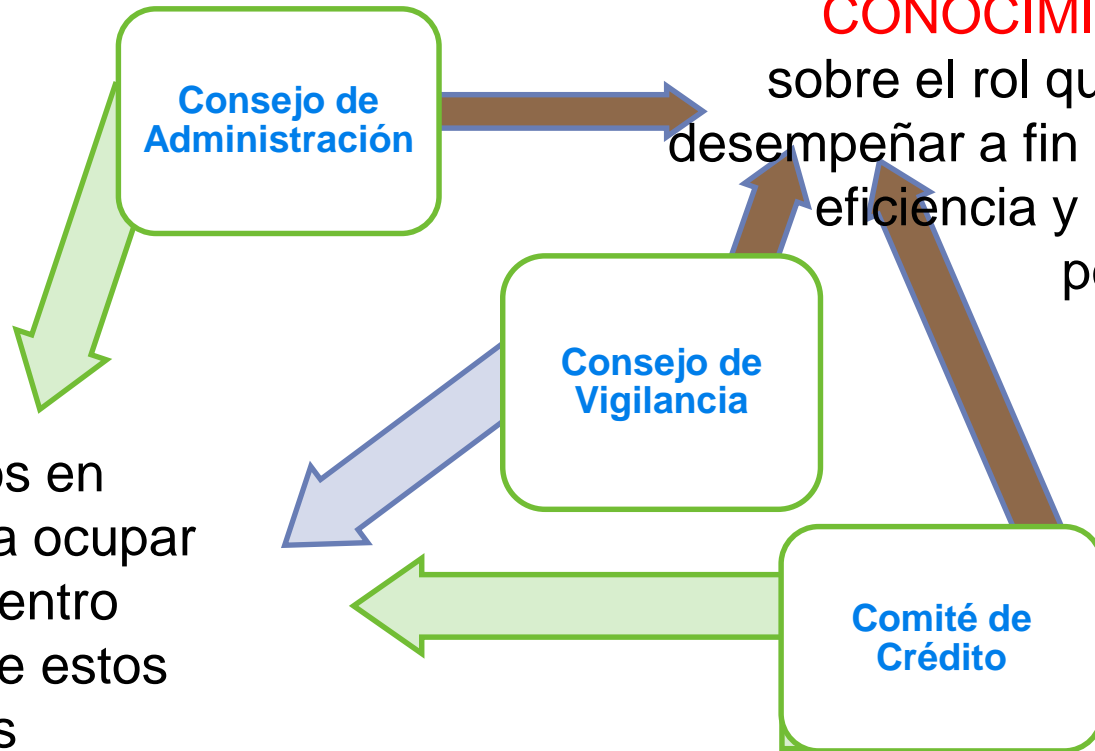 CONOCIMI
sobre el rol qu
desempeñar a fin
eficiencia y
Consejo de
Administración
Consejo de
Vigilancia
os en
a ocupar
entro
e estos
s
Comité de
Crédito